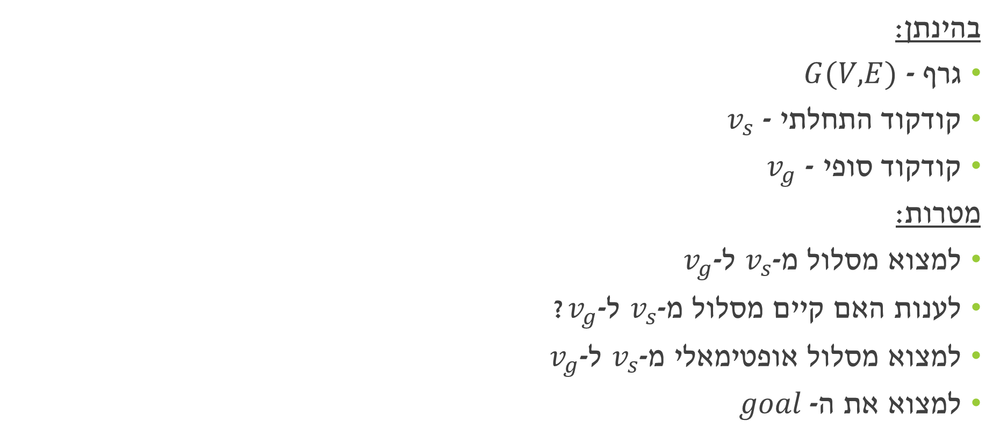 בהינתן:
• גרף - G(V,E)
• קודקוד התחלתי - v_s
• קודקוד סופי - v_g
מטרות:
• למצוא מסלול מ-v_s ל-v_g
• לענות האם קיים מסלול מ-v_s ל-v_g?
• למצוא מסלול אופטימאלי מ-v_s ל-v_g
• למצוא את ה- goal